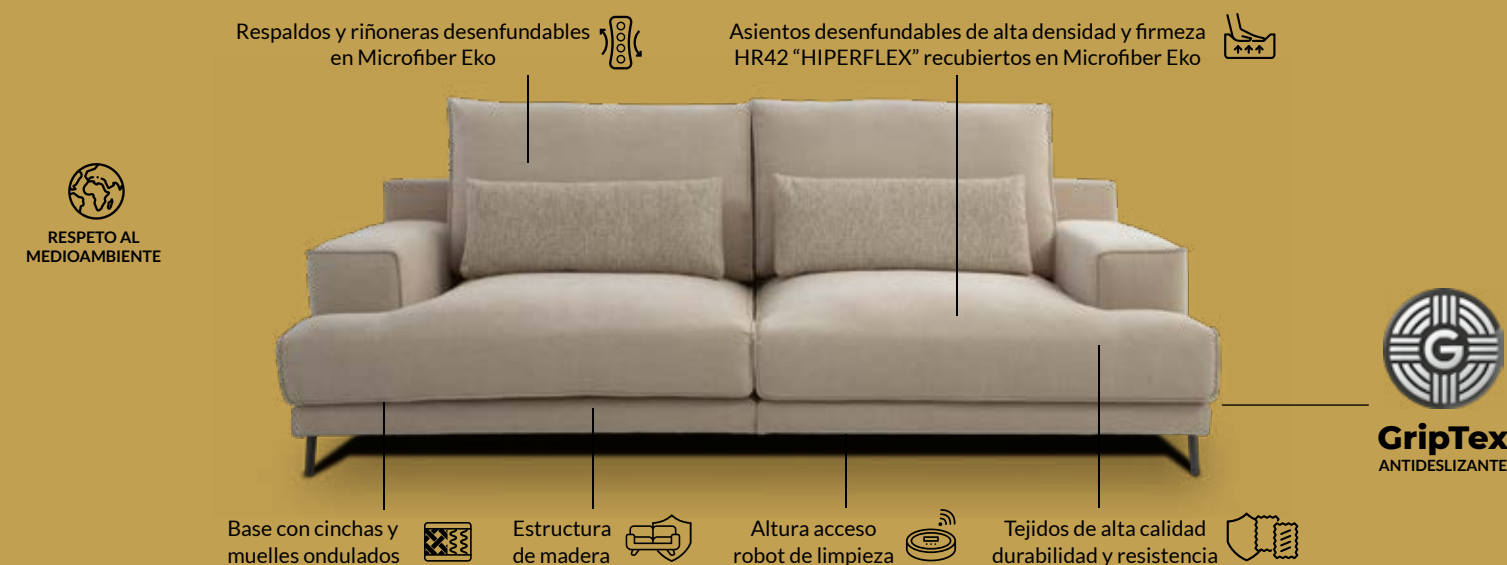 Respaldos y riñoneras desenfundables
en Microfiber Eko
Asientos desenfundables de alta densidad y firmeza
HR42 “HIPERFLEX” recubiertos en Microfiber Eko
RESPETO AL
MEDIOAMBIENTE
G
GripTex
ANTIDESLIZANTE
Base con cinchas y
muelles ondulados
Estructura
de madera
Altura acceso
robot de limpieza
Tejidos de alta calidad
durabilidad y resistencia